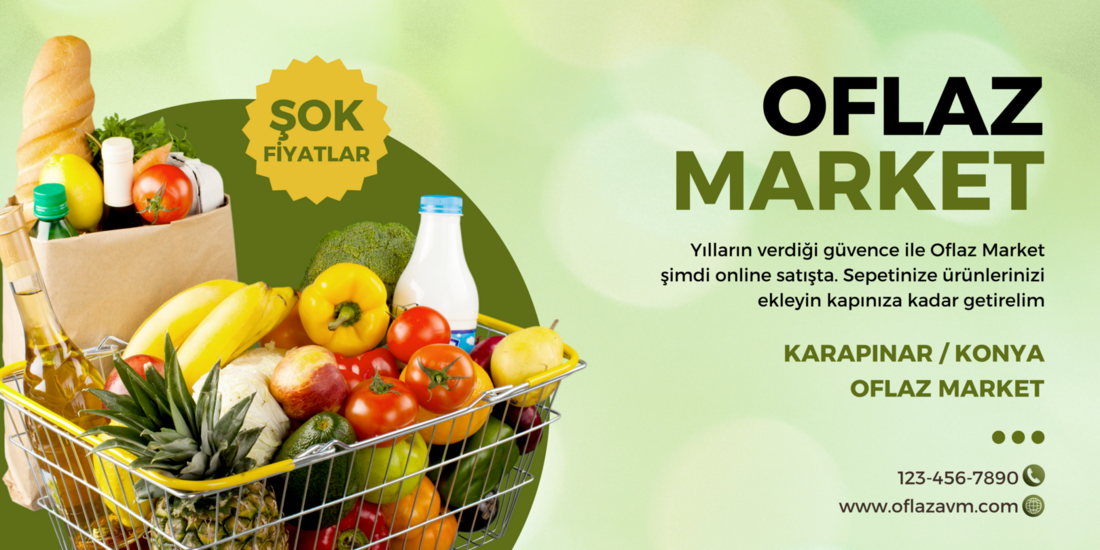 ŞOK
FİYATLAR
OFLAZ
MARKET
Yılların verdiği güvence ile Oflaz Market
şimdi online satışta. Sepetinize ürünlerinizi
ekleyin kapınıza kadar getirelim
KARAPINAR / KONYA
OFLAZ MARKET
123-456-7890
www.oflazavm.com